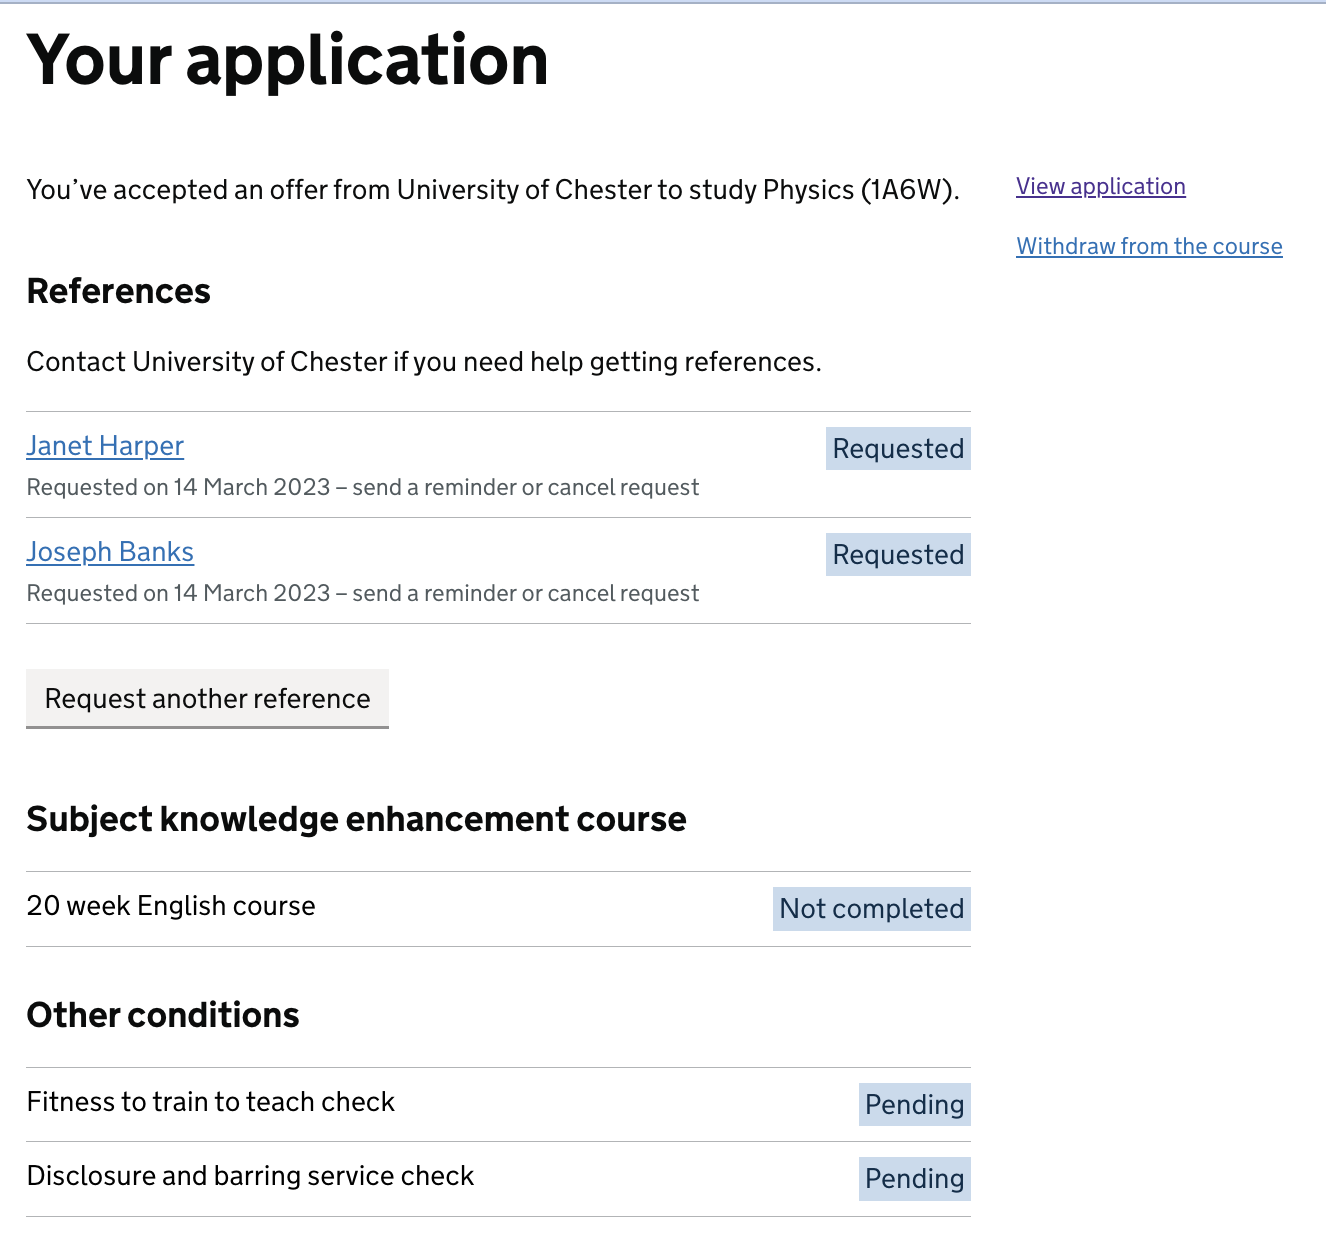 Your application
You’ve accepted an offer from University of Chester to study Physics (1A6W).
View application
Withdraw from the course
References
Contact University of Chester if you need help getting references.
Janet Harper
Requested
Requested on 14 March 2023 – send a reminder or cancel request
Joseph Banks
Requested
Requested on 14 March 2023 – send a reminder or cancel request
Request another reference
Subject knowledge enhancement course
20 week English course
Not completed
Other conditions
Fitness to train to teach check
Pending
Disclosure and barring service check
Pending